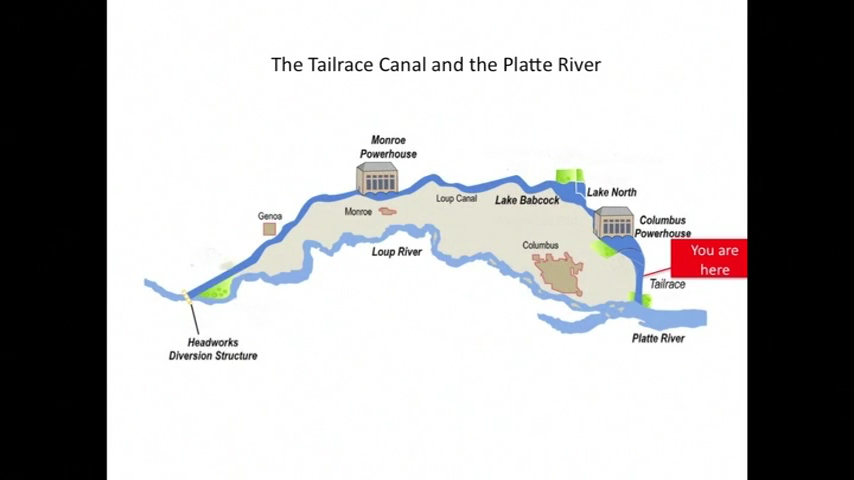 The Tailrace Canal and the Platte River
Monroe
Powerhouse
Lake North
Loup Canal
Lake Babcock
Genoa
Monroe
Columbus
Powerhouse
Loup River
Columbus
You are
here
Tailrace
Headworks
Diversion Structure
Platte River